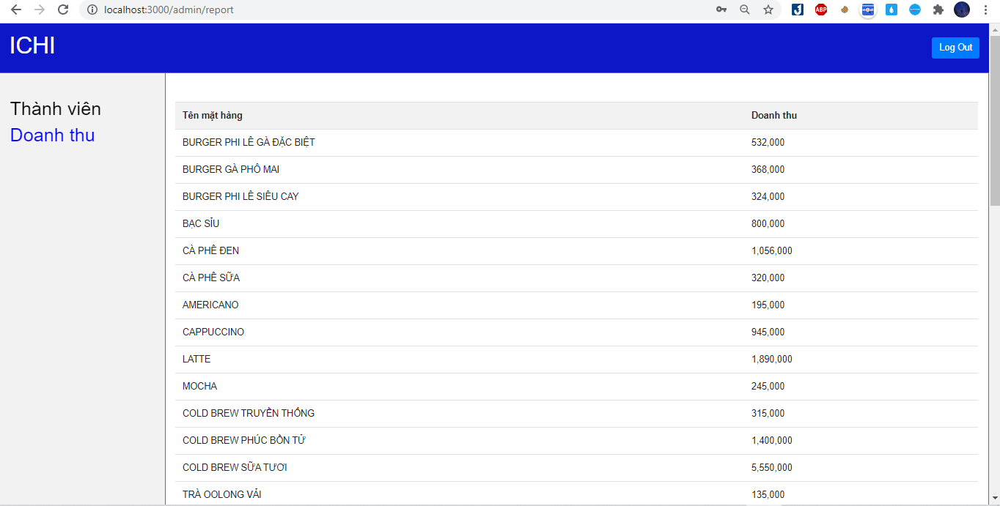 localhost:3000/admin/report
ABP
ICHI
Log Out
Thành viên
Doanh thu
Tên mặt hàng Doanh thu
BURGER PHI LÊ GÀ ĐẶC BIỆT 532,000
BURGER GÀ PHÔ MAI 368,000
BURGER PHI LÊ SIÊU CAY 324,000
BẠC SỈU 800,000
CÀ PHÊ ĐEN 1,056,000
CÀ PHÊ SỮA 320,000
AMERICANO 195,000
CAPPUCCINO 945,000
LATTE 1,890,000
MOCHA 245,000
COLD BREW TRUYỀN THỐNG 315,000
COLD BREW PHÚC BỒN TỬ 1,400,000
COLD BREW SỮA TƯƠI 5,550,000
TRÀ OOLONG VẢI 135,000